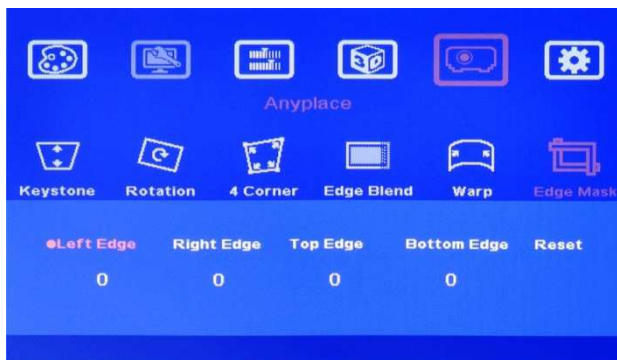 Anyplace
Keystone Rotation 4 Corner Edge Blend Warp Edge Mask
Left Edge Right Edge Top Edge Bottom Edge Reset
0 0 0 0